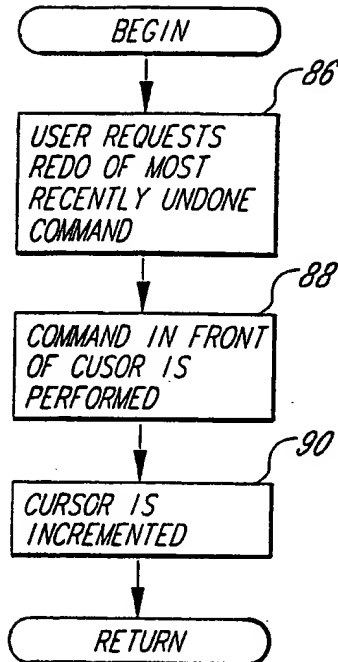 BEGIN
86
USER REQUESTS
REDO OF MOST
RECENTLY UNDONE
COMMAND
88
COMMAND IN FRONT
OF CUSOR IS
PERFORMED
90
CURSOR IS
INCREMENTED
RETURN